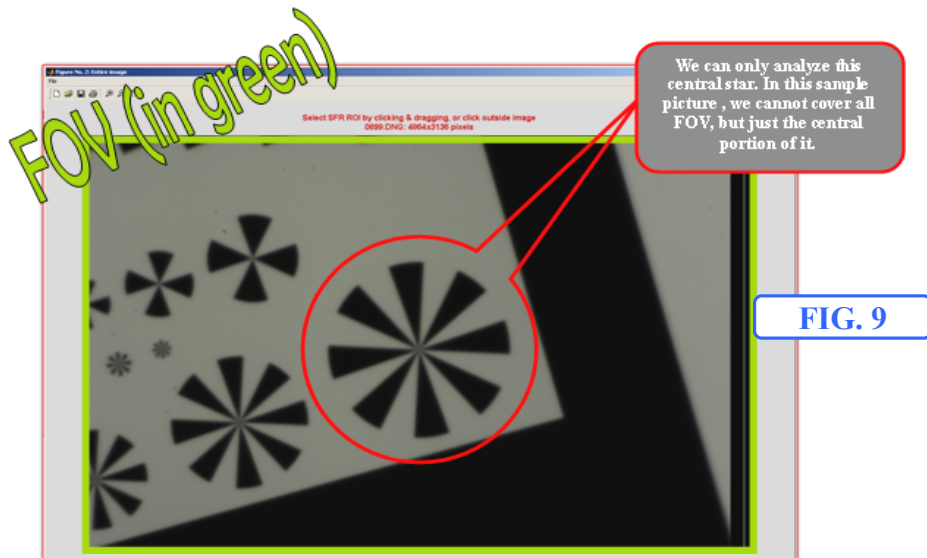 FOV (in green)
Figure No. 2: Entire image
File
Select SFR ROI by clicking & dragging, or click outside image
0899.DNG: 4864x3136 pixels
We can only analyze this
central star. In this sample
picture , we cannot cover all
FOV, but just the central
portion of it.
FIG. 9